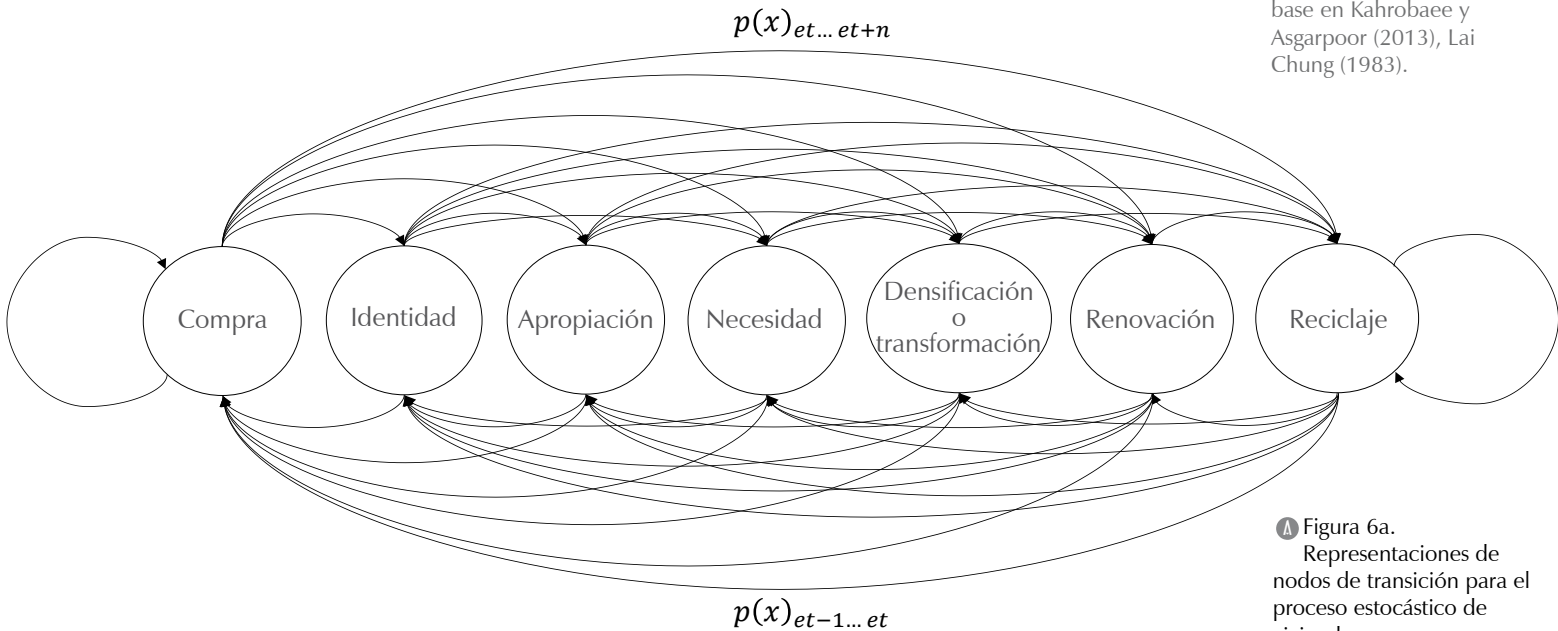 p(x)et… et+n
base en Kahrobaee y
Asgarpoor (2013), Lai
Chung (1983).
Compra
Identidad
Apropiación
Necesidad
Densificación
o
transformación
Renovación
Reciclaje
Figura 6a.
Representaciones de
nodos de transición para el
proceso estocástico de
p(x)et−1… et